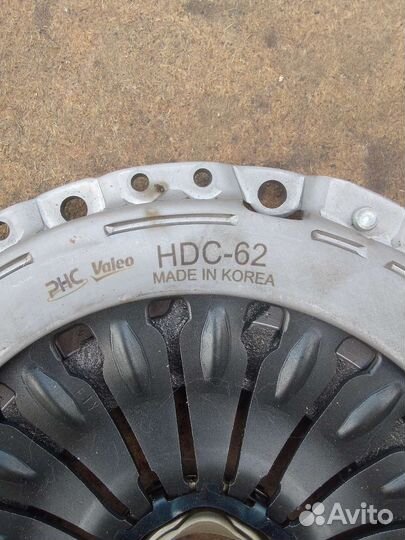 PHC Valeo HDC-62
MADE IN KOREA
Avito